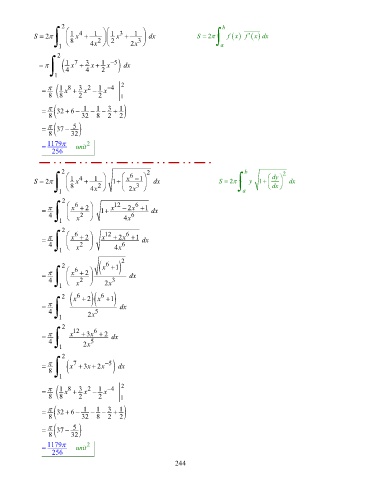 S = 2π ∫₁² (1/8 x⁴ + 1/(4x²)) (1/2 x³ + 1/(2x³)) dx    S = 2π ∫ₐᵇ f(x) f'(x) dx
= π ∫₁² (1/4 x⁷ + 3/4 x + 1/2 x⁻⁵) dx
= π/8 (1/8 x⁸ + 3/2 x² − 1/2 x⁻⁴ |₁²
= π/8 (32 + 6 − 1/32 − 1/8 − 3/2 + 1/2)
= π/8 (37 − 5/32)
= 1179π/256 unit²
S = 2π ∫₁² (1/8 x⁴ + 1/(4x²)) √(1 + ((x⁶ − 1)/(2x³))²) dx    S = 2π ∫ₐᵇ y √(1 + (dy/dx)²) dx
= π/4 ∫₁² ((x⁶ + 2)/x²) √(1 + (x¹² − 2x⁶ + 1)/(4x⁶)) dx
= π/4 ∫₁² ((x⁶ + 2)/x²) √((x¹² + 2x⁶ + 1)/(4x⁶)) dx
= π/4 ∫₁² ((x⁶ + 2)/x²) √((x⁶ + 1)²)/(2x³) dx
= π/4 ∫₁² (x⁶ + 2)(x⁶ + 1)/(2x⁵) dx
= π/4 ∫₁² (x¹² + 3x⁶ + 2)/(2x⁵) dx
= π/8 ∫₁² (x⁷ + 3x + 2x⁻⁵) dx
= π/8 (1/8 x⁸ + 3/2 x² − 1/2 x⁻⁴ |₁²
= π/8 (32 + 6 − 1/32 − 1/8 − 3/2 + 1/2)
= π/8 (37 − 5/32)
= 1179π/256 unit²
244